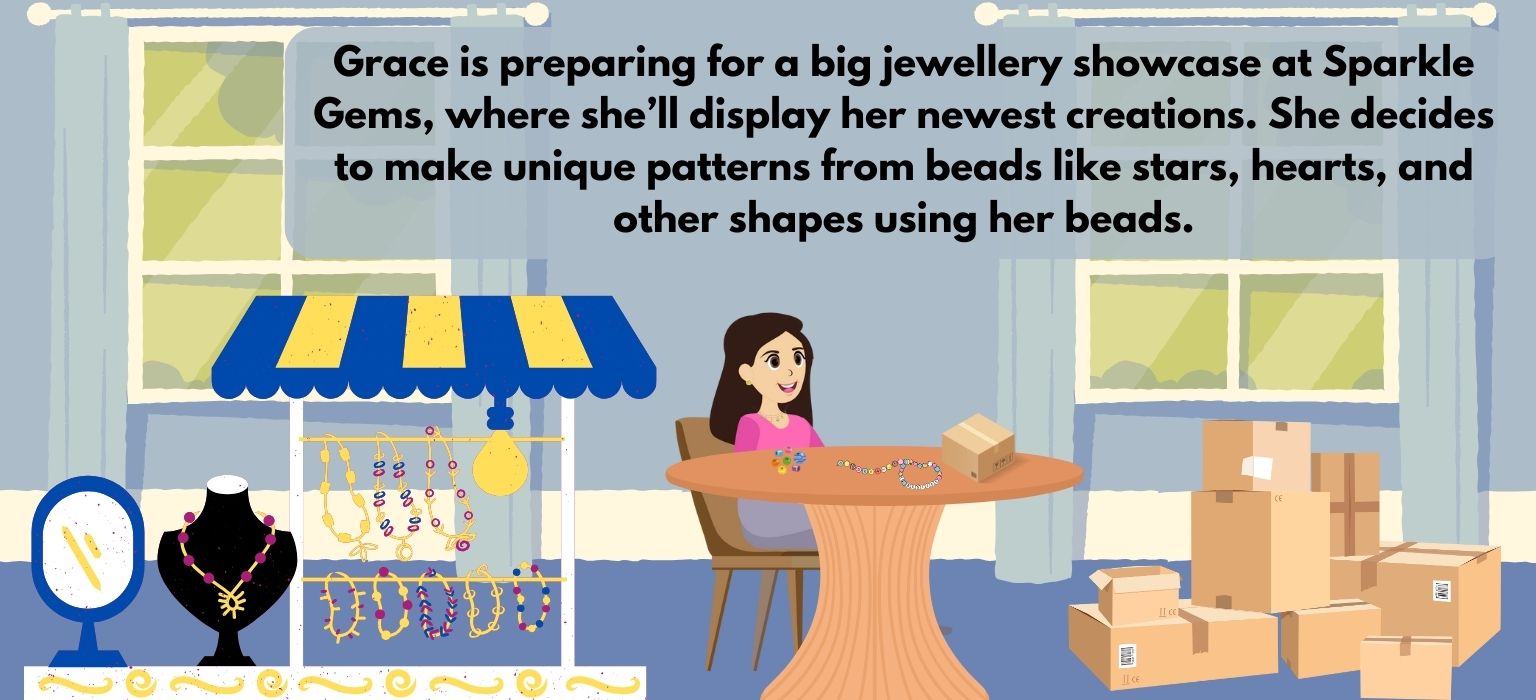 Grace is preparing for a big jewellery showcase at Sparkle
Gems, where she’ll display her newest creations. She decides
to make unique patterns from beads like stars, hearts, and
other shapes using her beads.